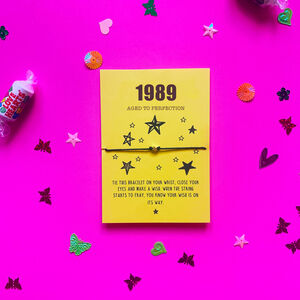 1989
AGED TO PERFECTION
TIE THIS BRACELET ON YOUR WRIST, CLOSE YOUR
EYES AND MAKE A WISH. WHEN THE STRING
STARTS TO FRAY, YOU KNOW YOUR WISH IS ON
ITS WAY.